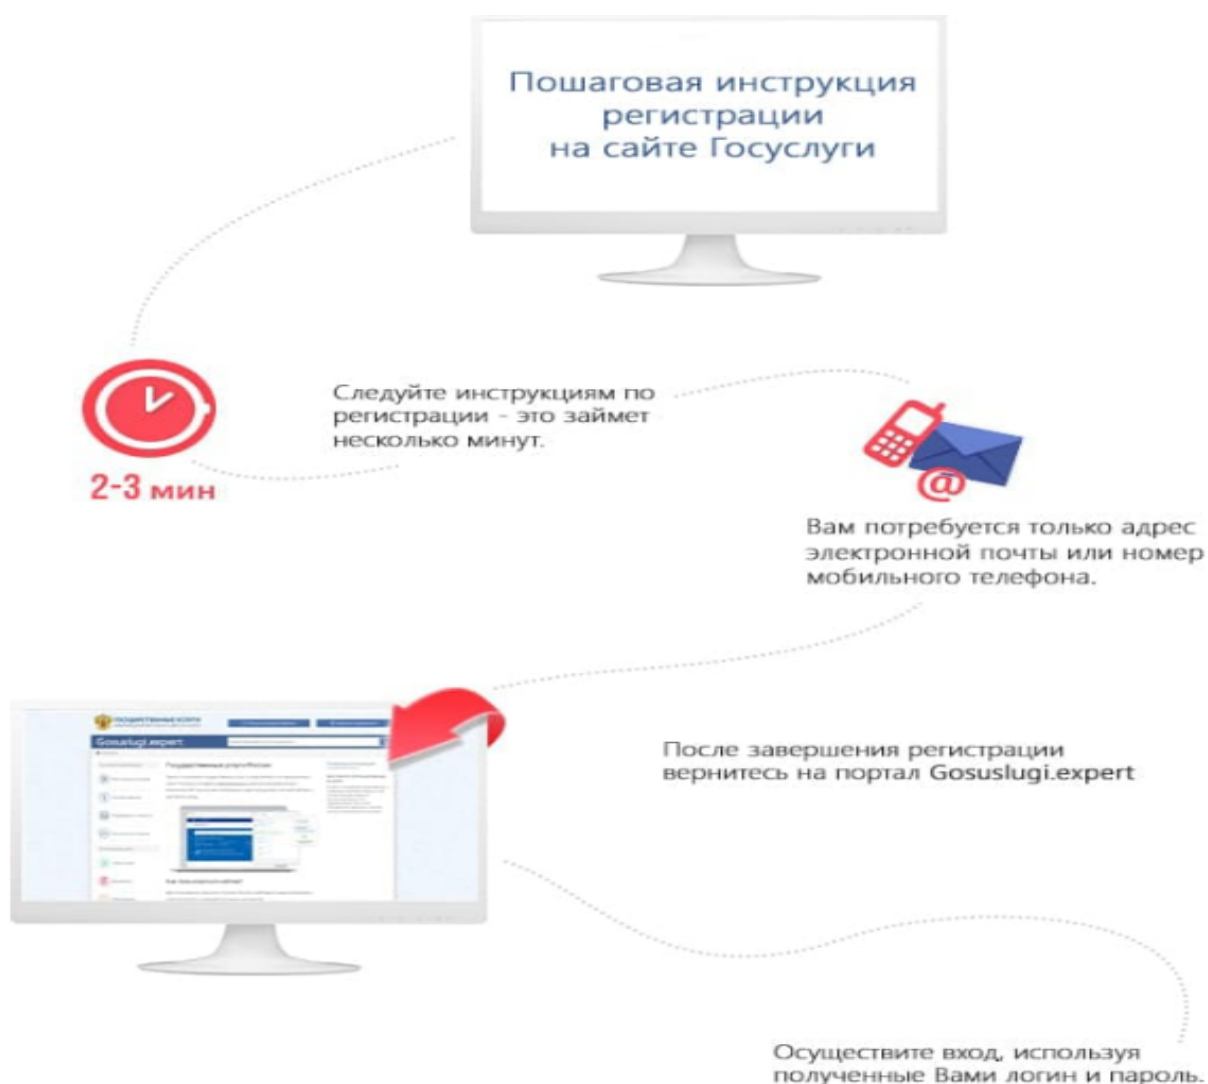 Пошаговая инструкция
регистрации
на сайте Госуслуги
Следуйте инструкциям по
регистрации - это займет
несколько минут.
2-3 мин
@
Вам потребуется только адрес
электронной почты или номер
мобильного телефона.
Gosuslugi.expert
После завершения регистрации
вернитесь на портал Gosuslugi.expert
Осуществите вход, используя
полученные Вами логин и пароль.